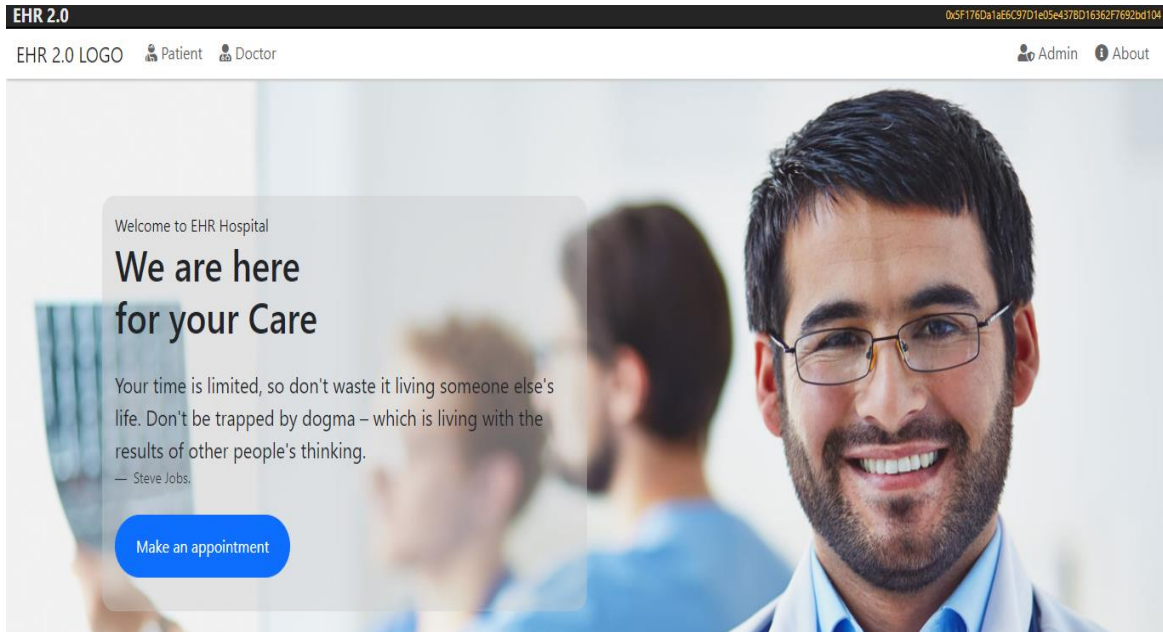 EHR 2.0
0x5F176Da1aE6C97D1e05e437BD16362F7692bd104
EHR 2.0 LOGO Patient Doctor Admin About
Welcome to EHR Hospital
We are here
for your Care
Your time is limited, so don't waste it living someone else's
life. Don't be trapped by dogma – which is living with the
results of other people's thinking.
— Steve Jobs.
Make an appointment